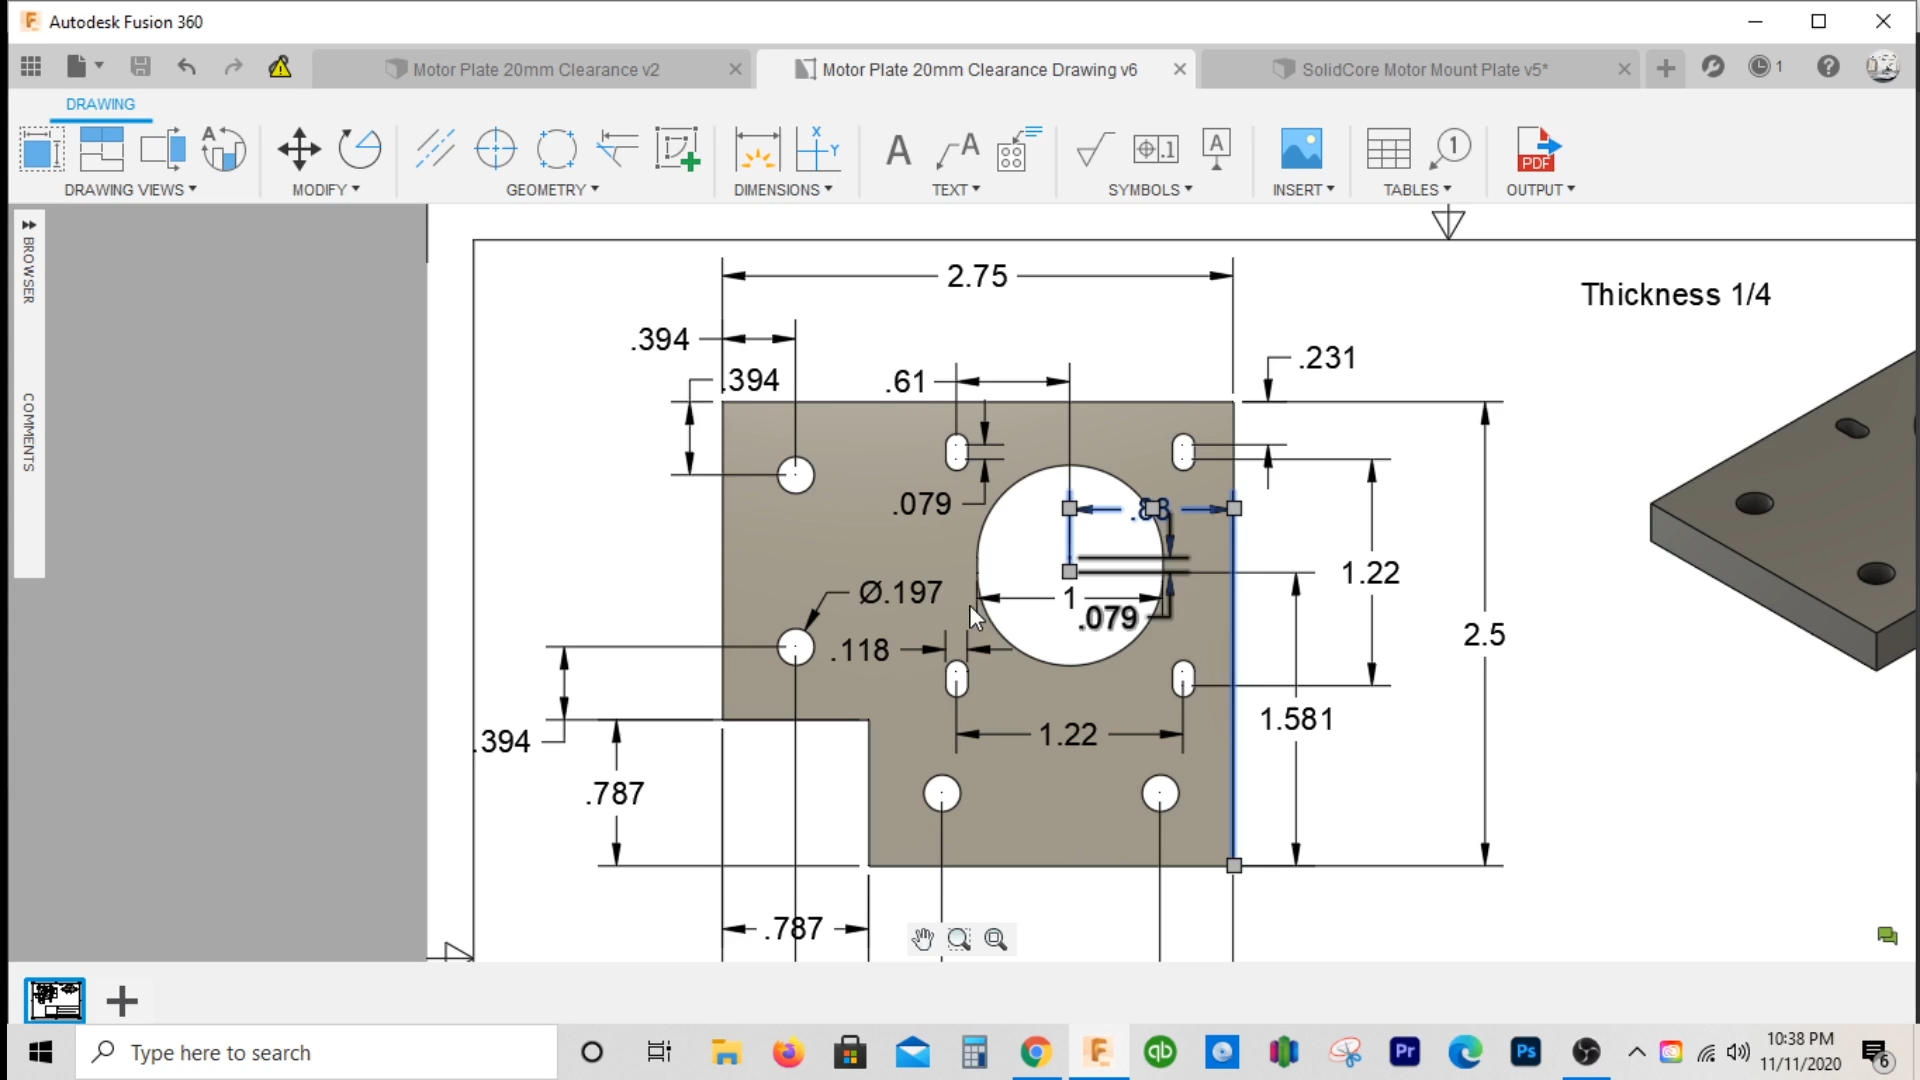 Autodesk Fusion 360
Motor Plate 20mm Clearance v2
Motor Plate 20mm Clearance Drawing v6
SolidCore Motor Mount Plate v5*
1
DRAWING
DRAWING VIEWS
MODIFY
GEOMETRY
DIMENSIONS
TEXT
SYMBOLS
INSERT
TABLES
OUTPUT
BROWSER
COMMENTS
2.75
Thickness 1/4
.394
.231
.394
.61
.079
1.22
Ø.197
1
.079
2.5
.118
1.581
1.22
.394
.787
.787
Type here to search
10:38 PM
11/11/2020
6